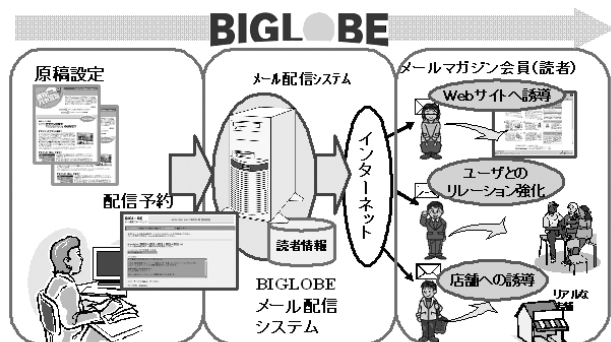 BIGLOBE
原稿設定
配信予約
メール配信システム
読者情報
BIGLOBE
メール配信
システム
インターネット
メールマガジン会員(読者)
Webサイトへ誘導
ユーザとの
リレーション強化
店舗への誘導
リアルな
店舗